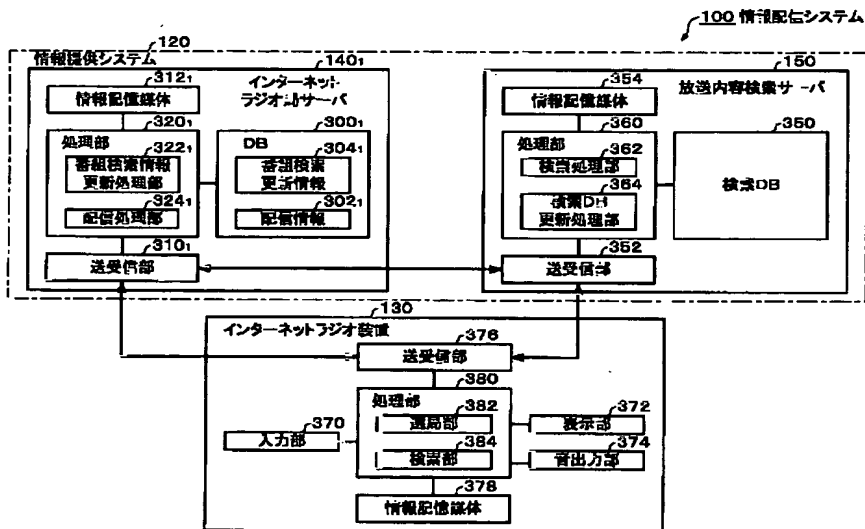 100 情報配信システム
120
情報提供システム
140₁
インターネット
ラジオ局サーバ
312₁
情報記憶媒体
320₁
処理部
322₁
番組検索情報
更新処理部
324₁
配信処理部
310₁
送受信部
300₁
DB
304₁
番組検索
更新情報
302₁
配信情報
150
放送内容検索サーバ
354
情報記憶媒体
360
処理部
362
検索処理部
364
検索DB
更新処理部
352
送受信部
350
検索DB
130
インターネットラジオ装置
376
送受信部
380
処理部
382
選局部
384
検索部
370
入力部
372
表示部
374
音出力部
378
情報記憶媒体